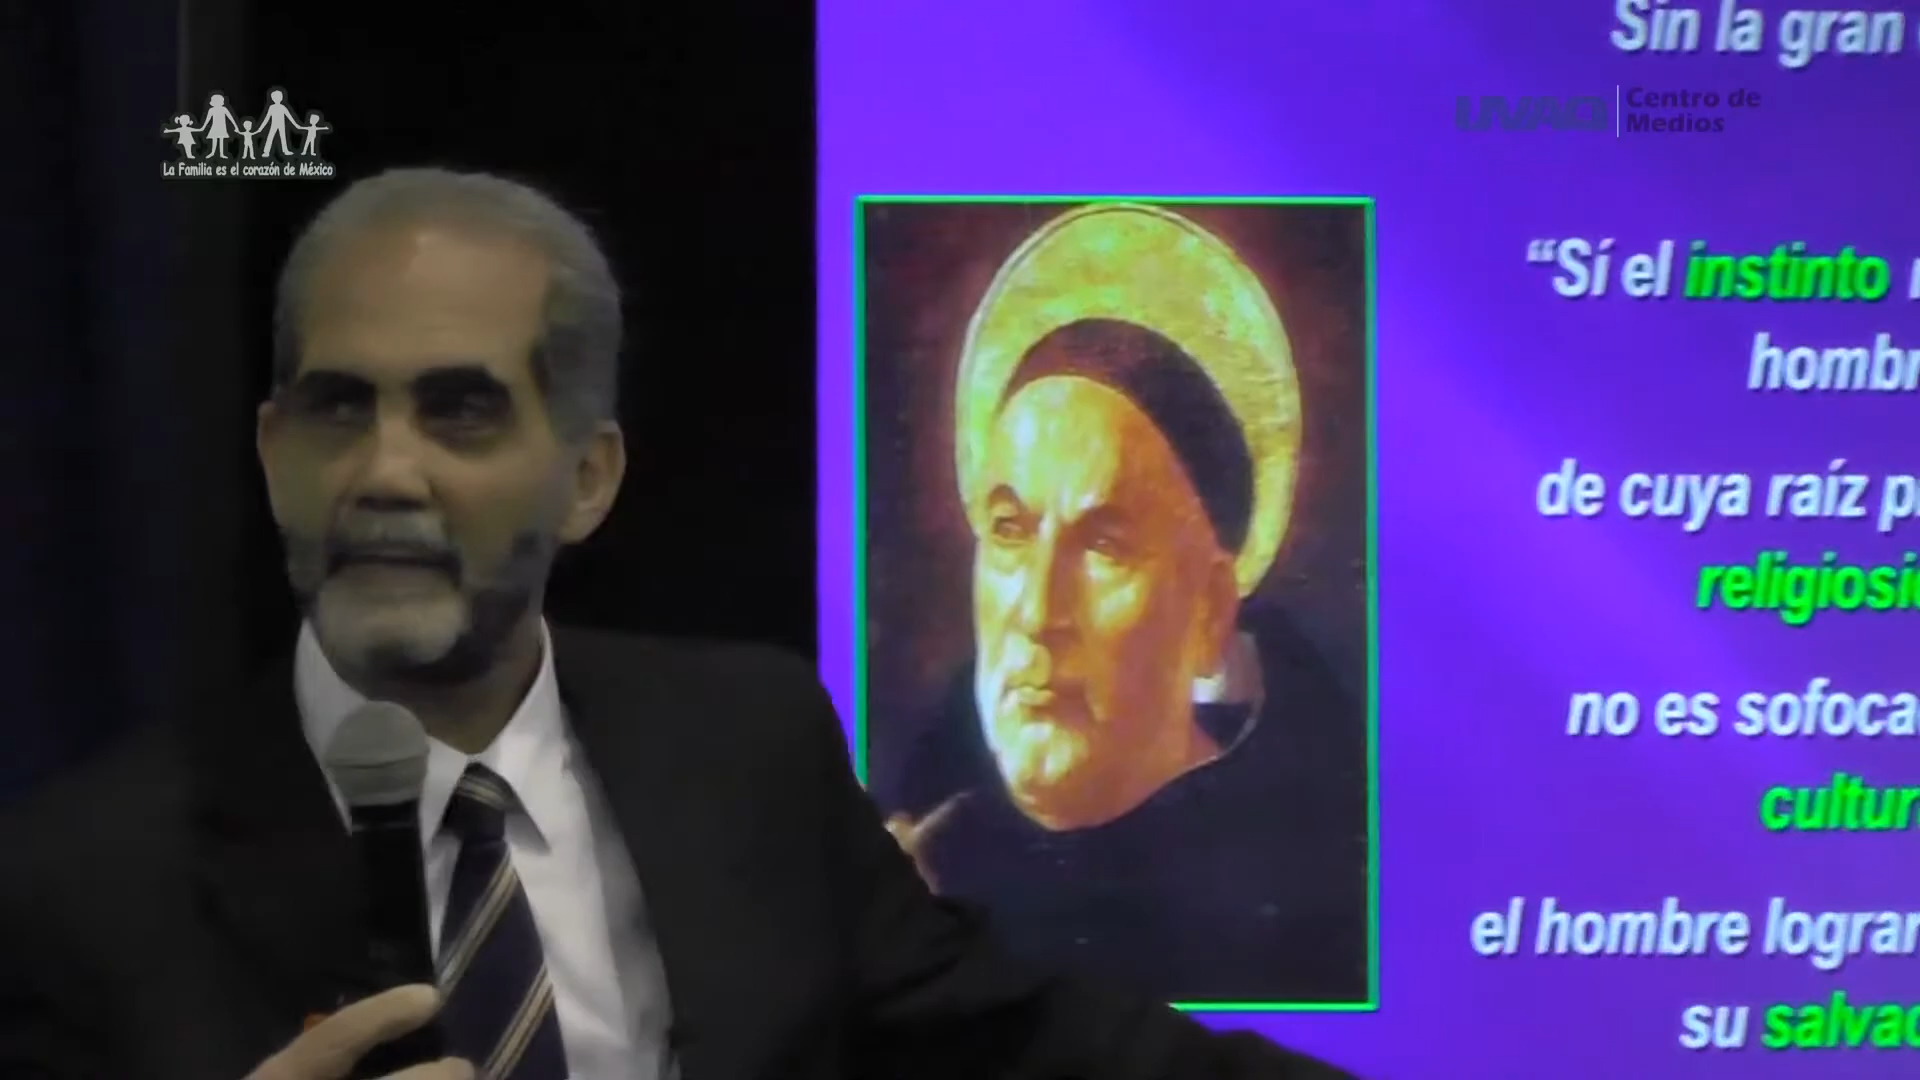 Sin la gran
UVAQ
Centro de
Medios
La Familia es el corazón de México
“Sí el instinto
hombr
de cuya raíz p
religiosi
no es sofoca
cultur
el hombre lograr
su salvac